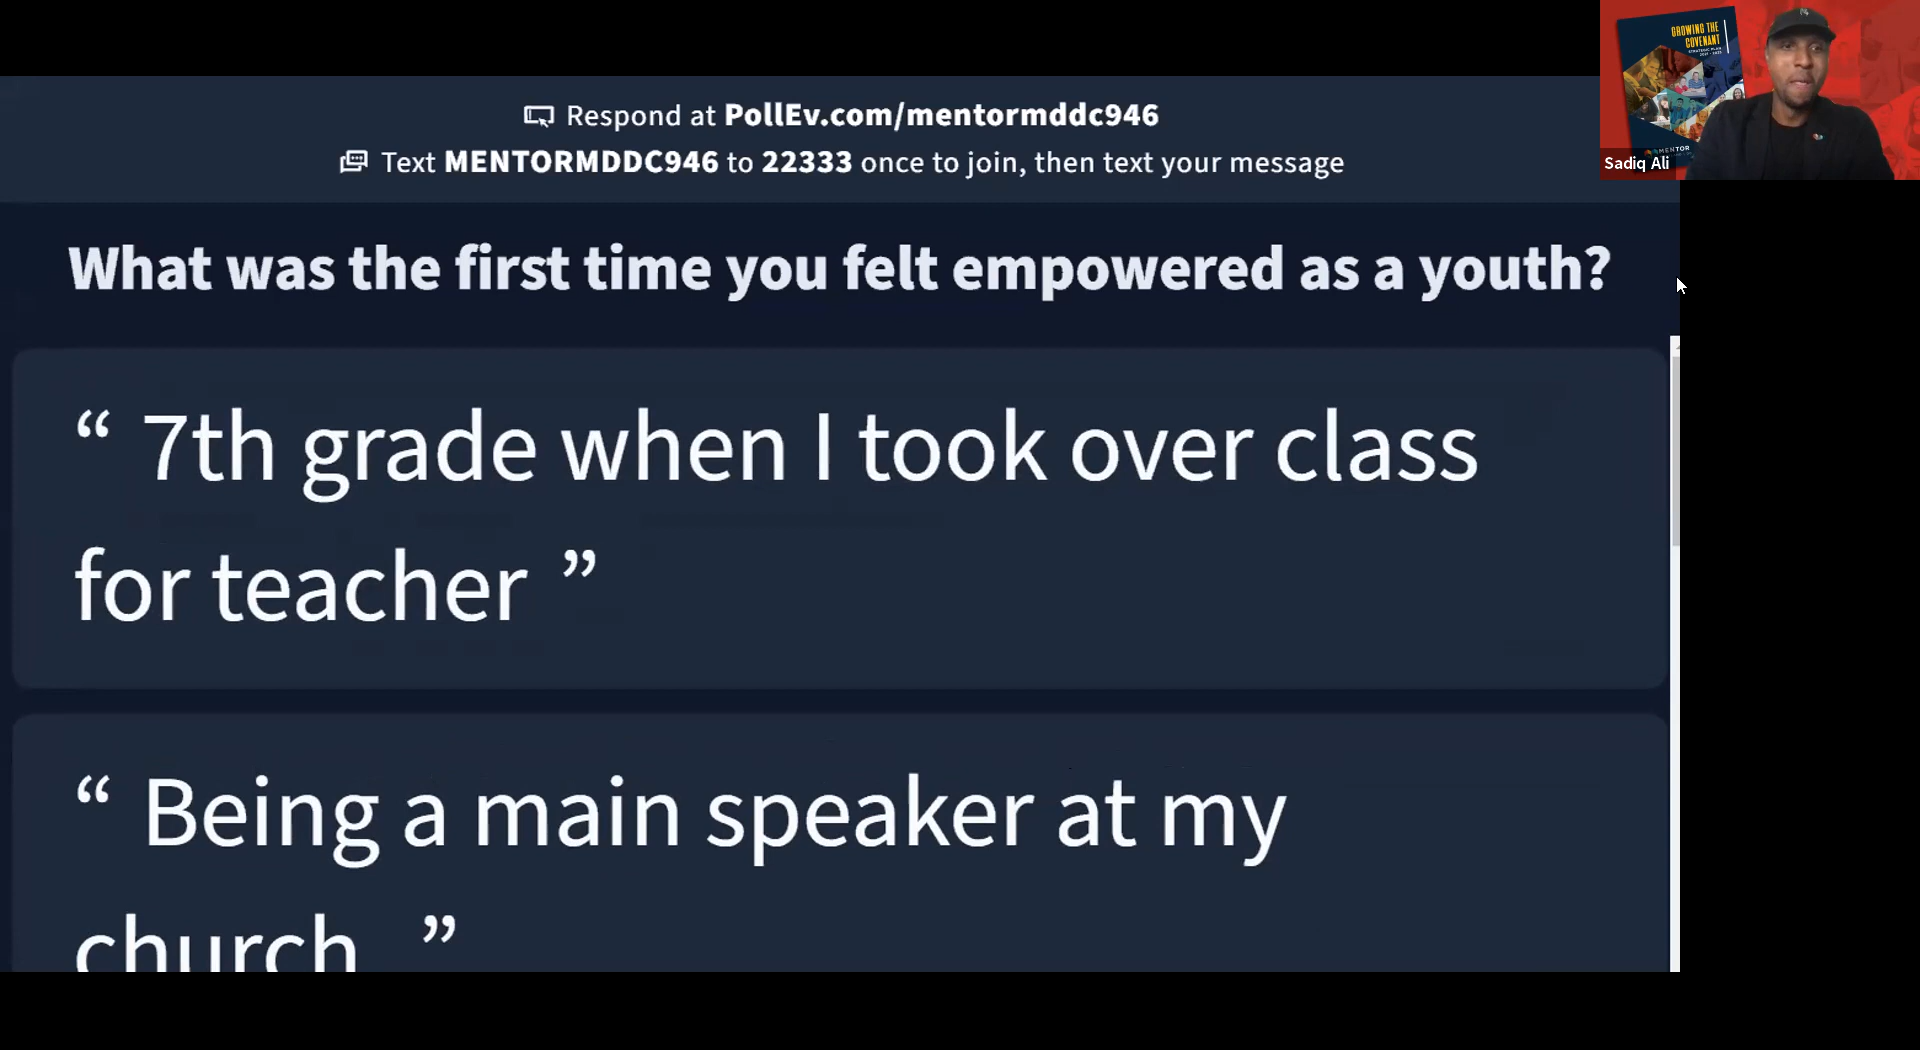 Respond at PollEv.com/mentormddc946
Text MENTORMDDC946 to 22333 once to join, then text your message
What was the first time you felt empowered as a youth?
“ 7th grade when I took over class
for teacher ”
“ Being a main speaker at my
church ”
GROWING THE
COVENANT
STRATEGIC PLAN
MENTOR
Sadiq Ali